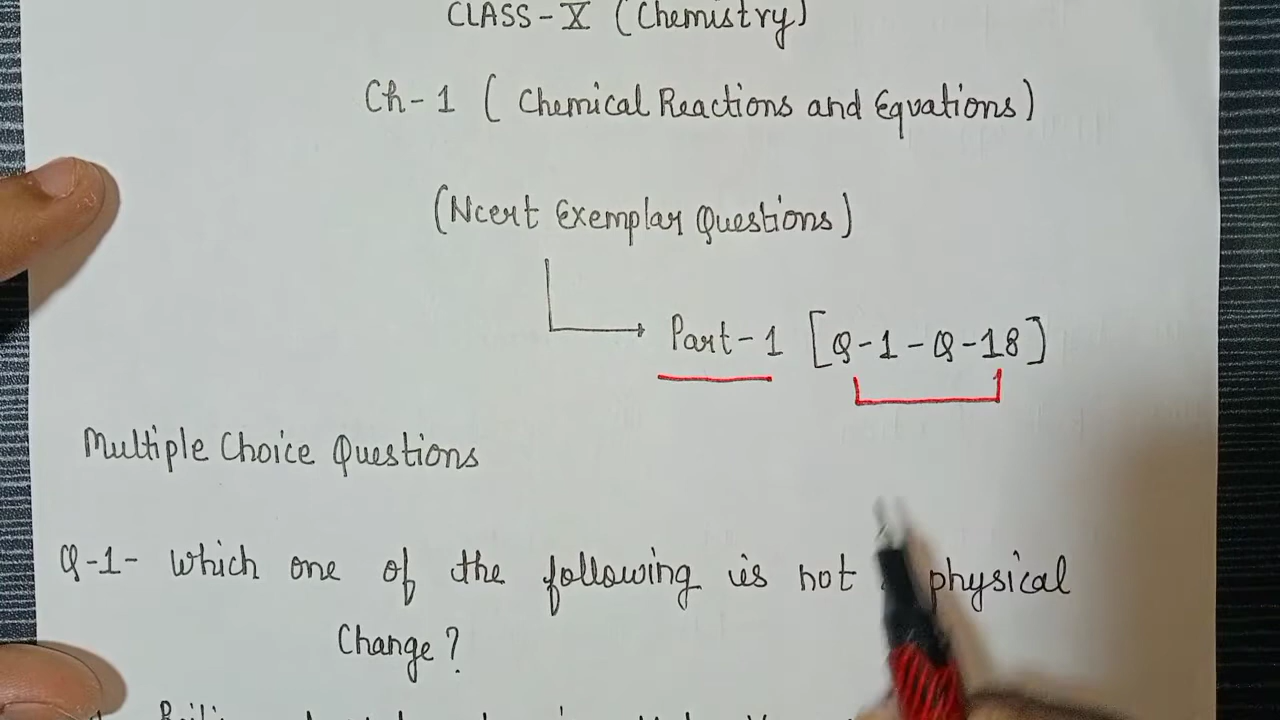 CLASS - X (Chemistry)
Ch - 1 ( Chemical Reactions and Equations)
(Ncert Exemplar Questions)
Part - 1 [Q - 1 - Q - 18]
Multiple Choice Questions
Q - 1 - Which one of the following is not physical
Change ?